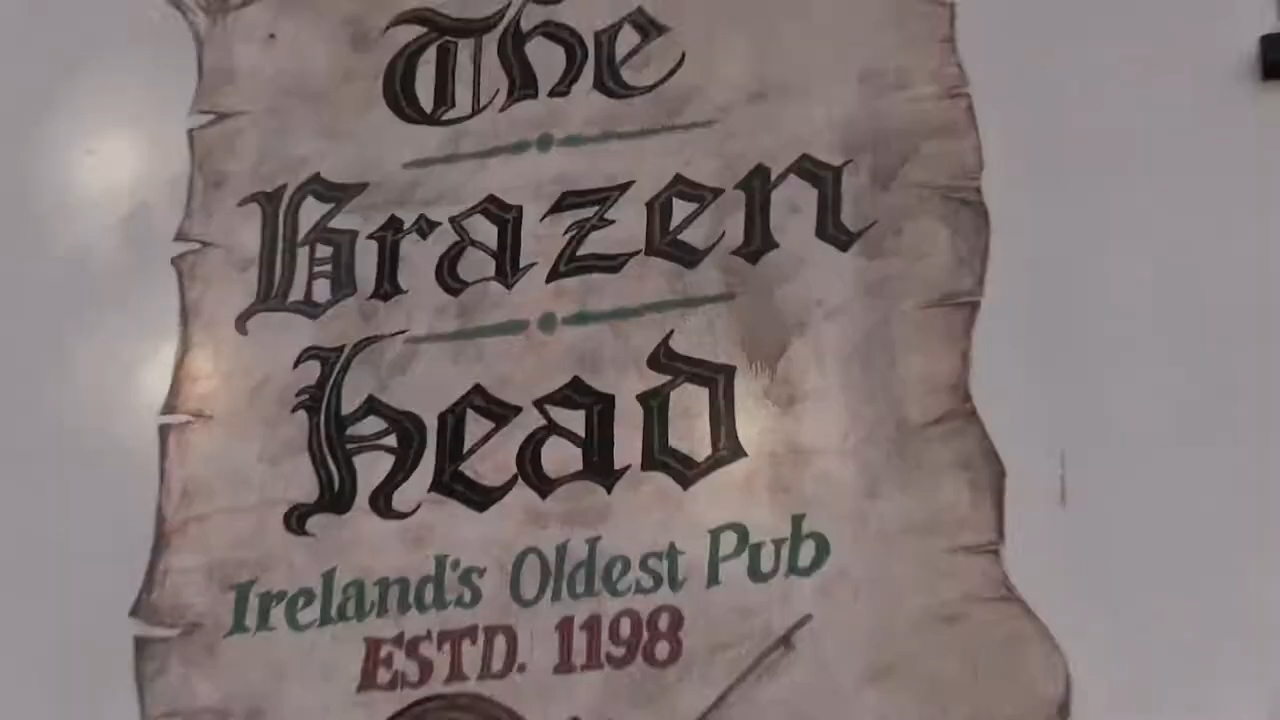 The
Brazen
head
Ireland's Oldest Pub
ESTD. 1198